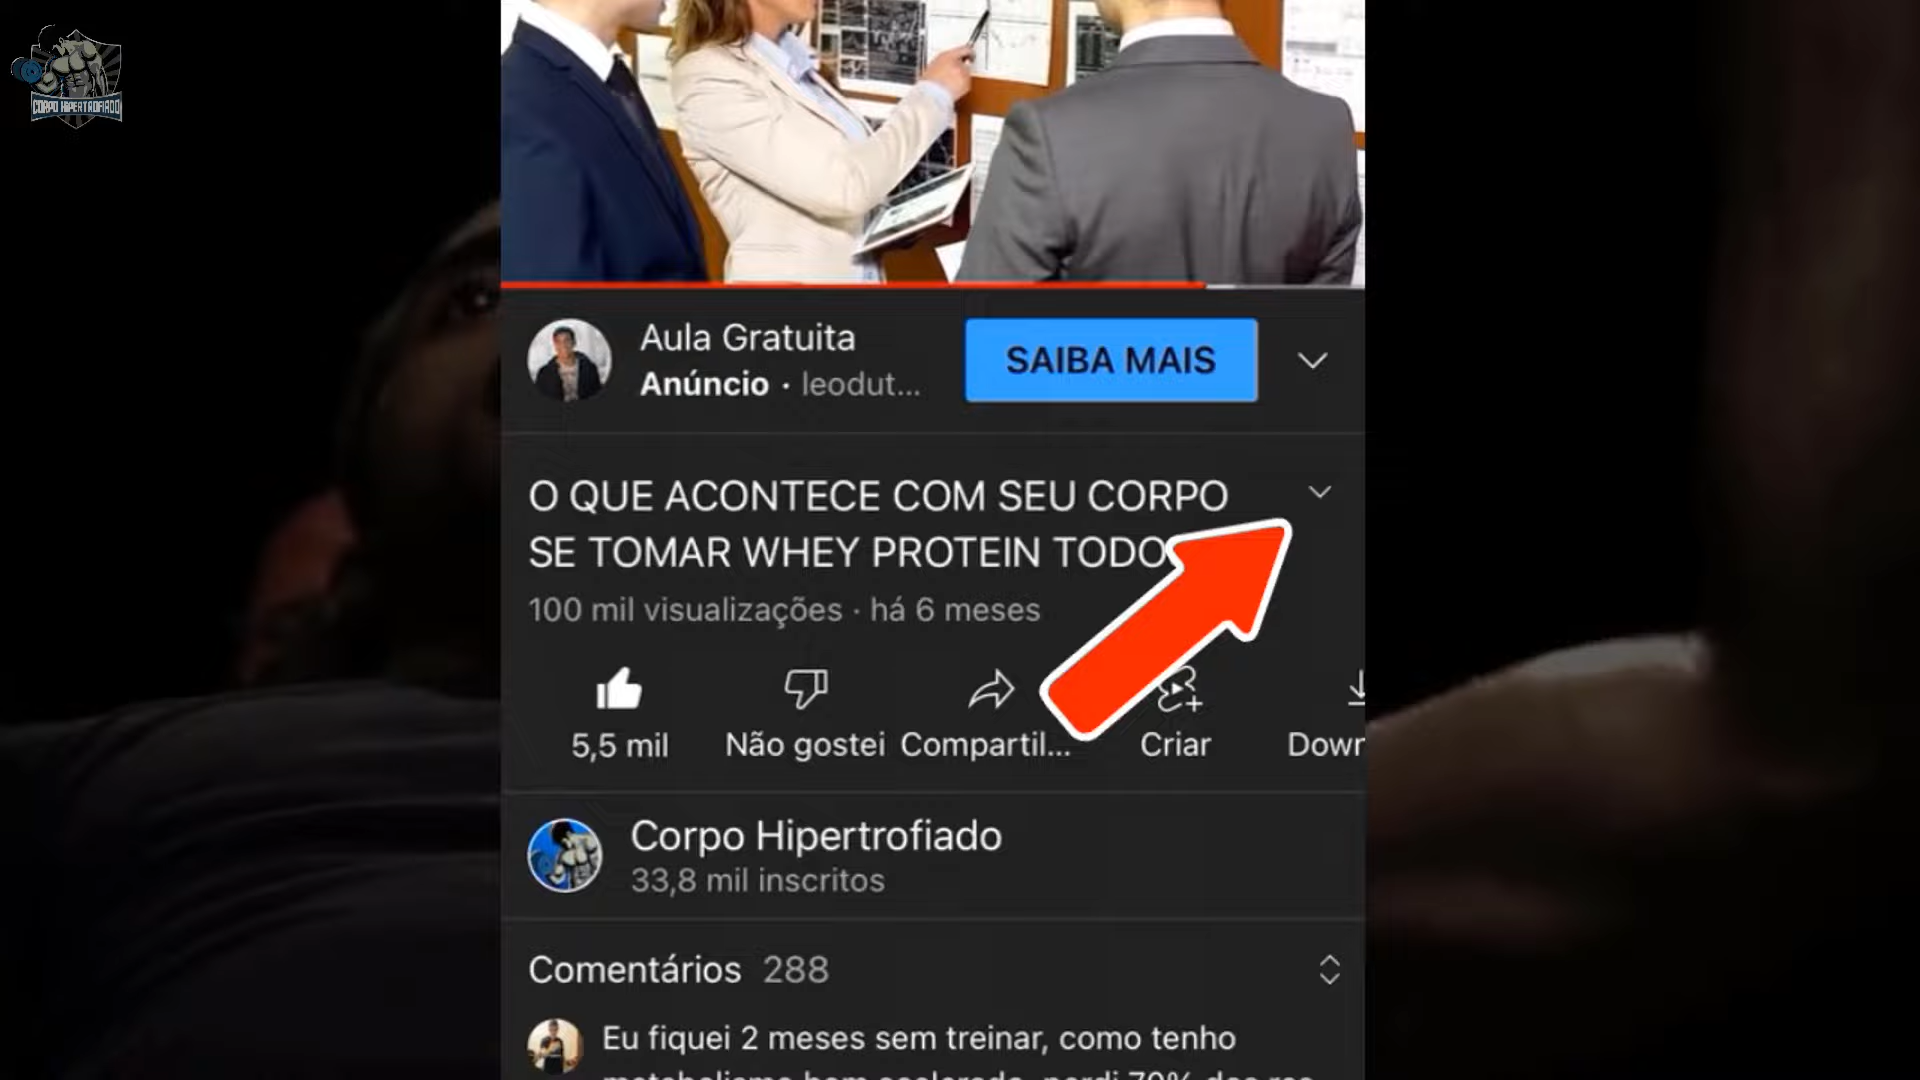 CORPO HIPERTROFIADO
Aula Gratuita
Anúncio · leodut...
SAIBA MAIS
O QUE ACONTECE COM SEU CORPO
SE TOMAR WHEY PROTEIN TODO
100 mil visualizações · há 6 meses
5,5 mil
Não gostei
Compartil...
Criar
Down
Corpo Hipertrofiado
33,8 mil inscritos
Comentários 288
Eu fiquei 2 meses sem treinar, como tenho